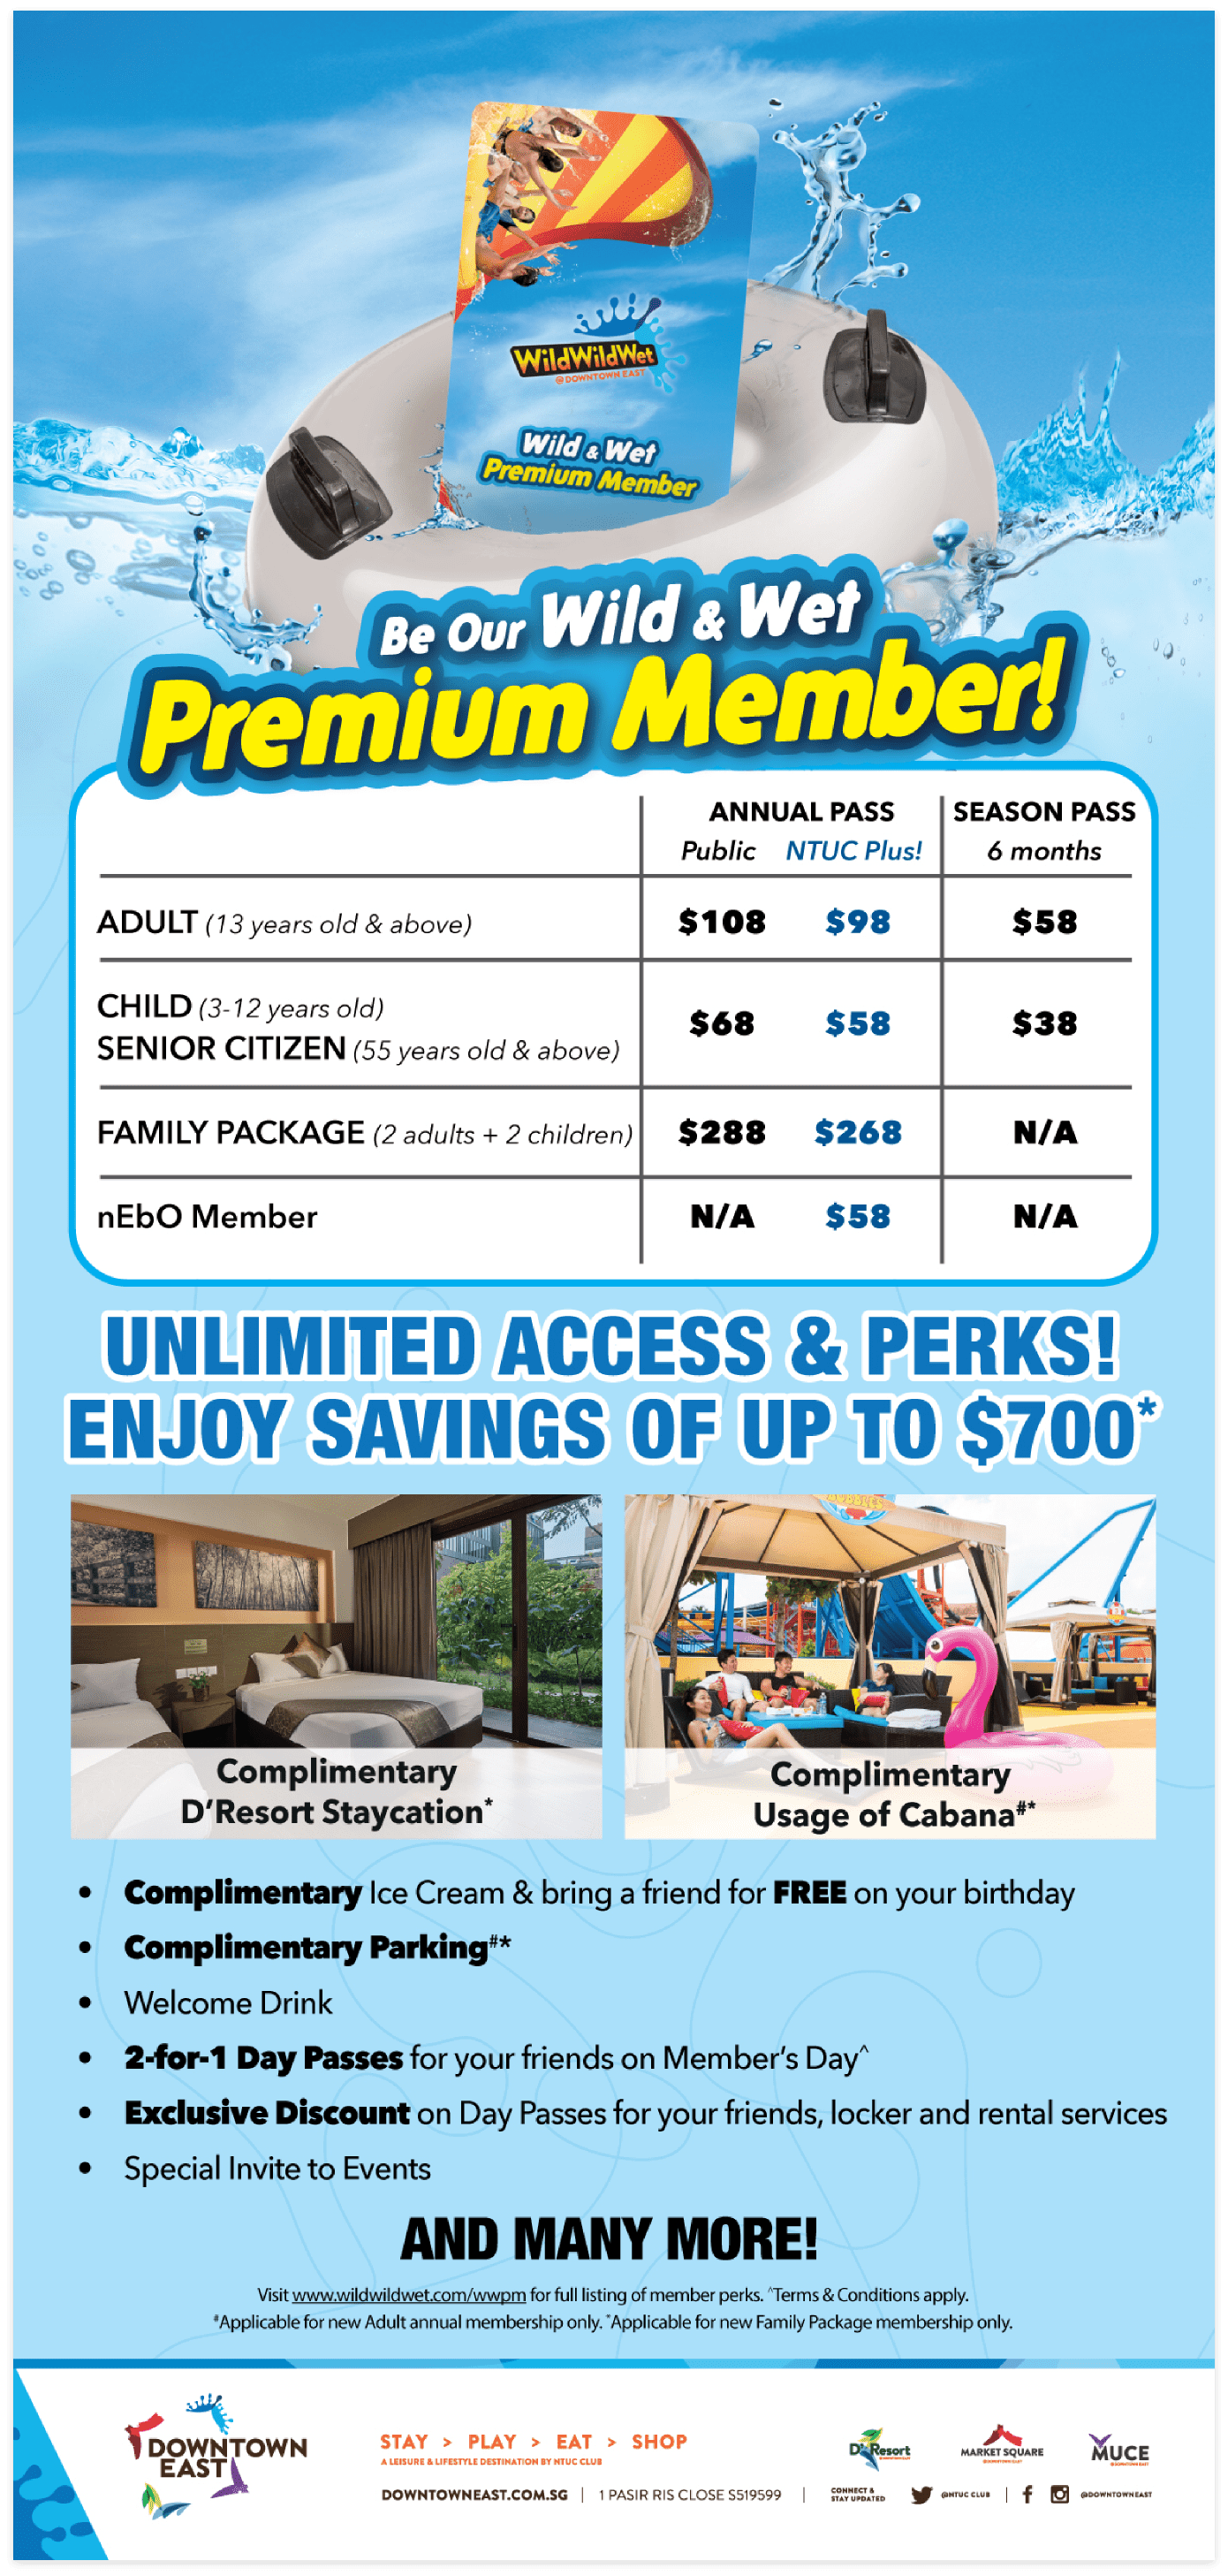 WildWildWet
@ DOWNTOWN EAST
Wild & Wet
Premium Member
Be Our Wild & Wet
Premium Member!
ANNUAL PASS SEASON PASS
Public NTUC Plus! 6 months
ADULT (13 years old & above) $108 $98 $58
CHILD (3-12 years old)
SENIOR CITIZEN (55 years old & above) $68 $58 $38
FAMILY PACKAGE (2 adults + 2 children) $288 $268 N/A
nEbO Member N/A $58 N/A
UNLIMITED ACCESS & PERKS!
ENJOY SAVINGS OF UP TO $700*
Complimentary
D'Resort Staycation*
Complimentary
Usage of Cabana#*
• Complimentary Ice Cream & bring a friend for FREE on your birthday
• Complimentary Parking#*
• Welcome Drink
• 2-for-1 Day Passes for your friends on Member's Day^
• Exclusive Discount on Day Passes for your friends, locker and rental services
• Special Invite to Events
AND MANY MORE!
Visit www.wildwildwet.com/wwpm for full listing of member perks. ^Terms & Conditions apply.
#Applicable for new Adult annual membership only. *Applicable for new Family Package membership only.
DOWNTOWN
EAST
STAY > PLAY > EAT > SHOP
A LEISURE & LIFESTYLE DESTINATION BY NTUC CLUB
D'Resort
MARKET SQUARE
MUCE
DOWNTOWNEAST.COM.SG | 1 PASIR RIS CLOSE S519599 |
CONNECT &
STAY UPDATED
@NTUC CLUB |
@DOWNTOWNEAST